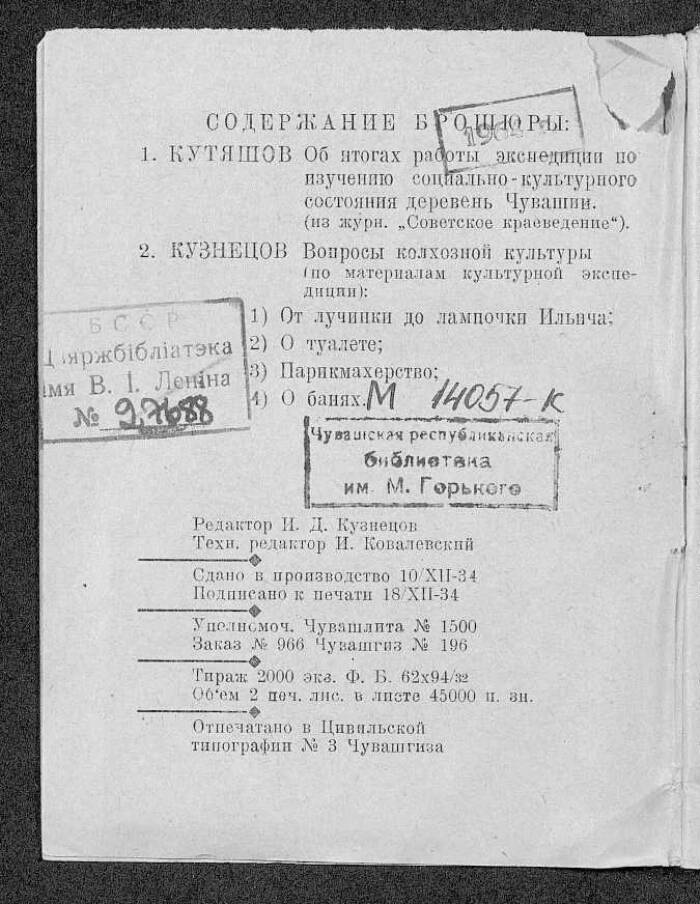 СОДЕРЖАНИЕ БРОШЮРЫ:
1. КУТЯШОВ Об итогах работы экспедиции по
изучению социально-культурного
состояния деревень Чувашии.
(из журн. „Советское краеведение“).
2. КУЗНЕЦОВ Вопросы колхозной культуры
(по материалам культурной экспе-
диции):
1) От лучинки до лампочки Ильича;
2) О туалете;
3) Парикмахерство;
4) О банях.
М 14057-к
БССР
Дзяржбібліатэка
імя В. І. Леніна
№
Чувашская республиканская
библиотека
им. М. Горького
Редактор И. Д. Кузнецов
Техн. редактор И. Ковалевский
Сдано в производство 10/XII-34
Подписано к печати 18/XII-34
Уполномоч. Чувашлита № 1500
Заказ № 966 Чувашгиз № 196
Тираж 2000 экз. Ф. Б. 62х94/32
Об‘ем 2 печ. лис. в листе 45000 п. зн.
Отпечатано в Цивильской
типографии № 3 Чувашгиза